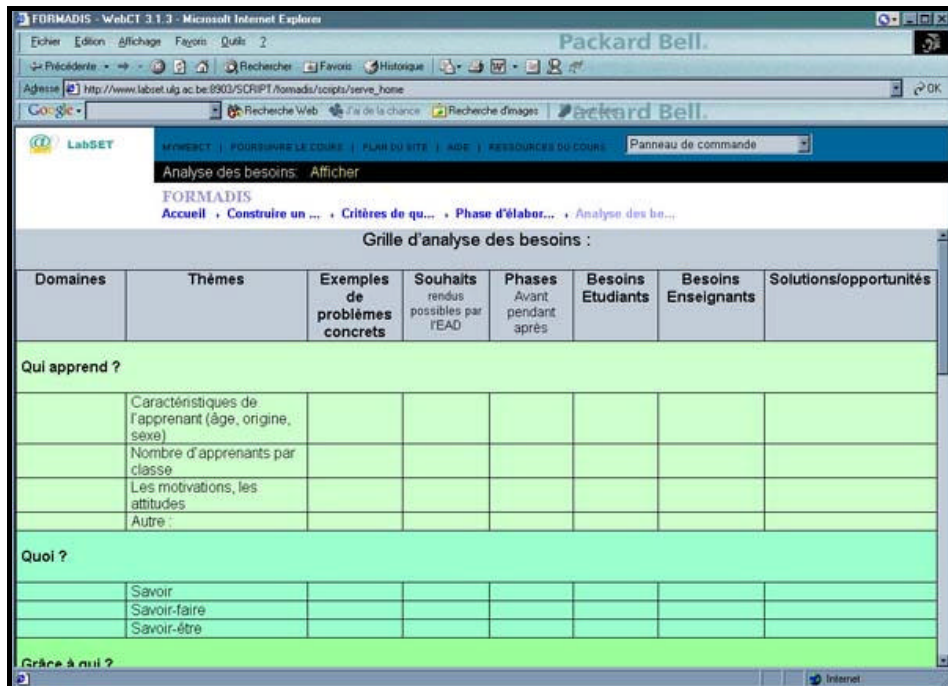 FORMADIS - WebCT 3.1.3 - Microsoft Internet Explorer
Fichier Edition Affichage Favoris Outils ?
Packard Bell.
Précédente Rechercher Favoris Historique
Adresse http://www.labset.ulg.ac.be:8903/SCRIPT/formadis/scripts/serve_home OK
Google Recherche Web J'ai de la chance Recherche d'images Packard Bell.
LabSET MYWEBCT | POURSUIVRE LE COURS | PLAN DU SITE | AIDE | RESSOURCES DU COURS Panneau de commande
Analyse des besoins: Afficher
FORMADIS
Accueil › Construire un ... › Critères de qu... › Phase d'élabor... › Analyse des be...
Grille d'analyse des besoins :
Domaines Thèmes Exemples de problèmes concrets Souhaits rendus possibles par l'EAD Phases Avant pendant après Besoins Etudiants Besoins Enseignants Solutions/opportunités
Qui apprend ?
Caractéristiques de
l'apprenant (âge, origine,
sexe)
Nombre d'apprenants par
classe
Les motivations, les
attitudes
Autre :
Quoi ?
Savoir
Savoir-faire
Savoir-être
Grâce à qui ?
Internet